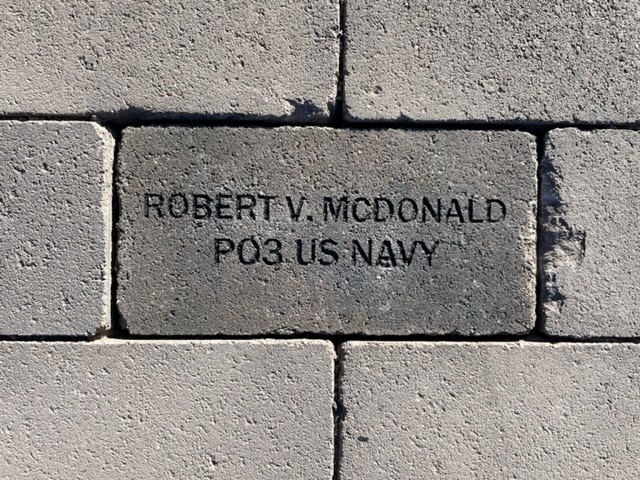 ROBERT V. MCDONALD
PO3 US NAVY